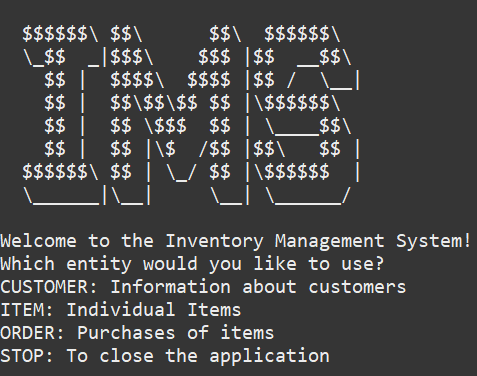 $$$$$$\ $$\      $$\  $$$$$$\
\_$$  _|$$$\    $$$ |$$  __$$\
  $$ |  $$$$\  $$$$ |$$ /  \__|
  $$ |  $$\$$\$$ $$ |\$$$$$$\
  $$ |  $$ \$$$  $$ | \____$$\
  $$ |  $$ |\$  /$$ |$$\   $$ |
$$$$$$\ $$ | \_/ $$ |\$$$$$$  |
\______|\__|     \__| \______/
Welcome to the Inventory Management System!
Which entity would you like to use?
CUSTOMER: Information about customers
ITEM: Individual Items
ORDER: Purchases of items
STOP: To close the application